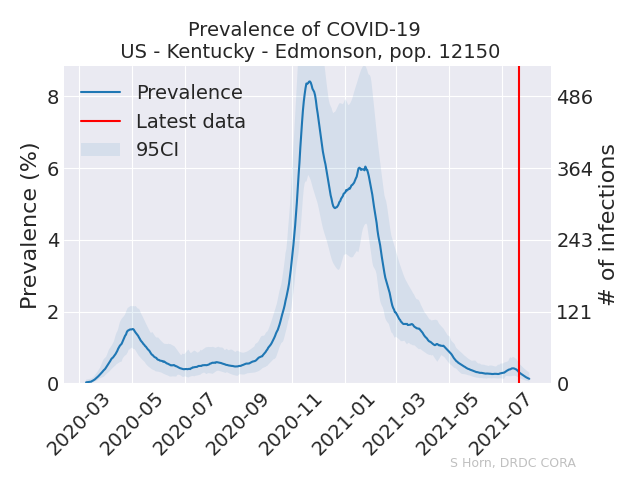 Prevalence of COVID-19
US - Kentucky - Edmonson, pop. 12150
Prevalence
Latest data
95CI
Prevalence (%)
8
6
4
2
0
486
364
243
121
0
# of infections
2020-03
2020-05
2020-07
2020-09
2020-11
2021-01
2021-03
2021-05
2021-07
S Horn, DRDC CORA